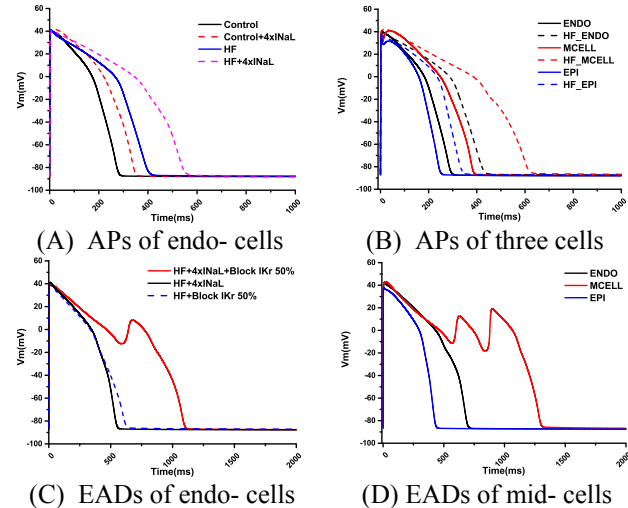 (A)
Control
Control+4xINaL
HF
HF+4xINaL
Vm(mV)
60
40
20
0
-20
-40
-60
-80
-100
0 200 400 600 800 1000
Time(ms)
(A) APs of endo- cells
(B)
ENDO
HF_ENDO
MCELL
HF_MCELL
EPI
HF_EPI
Vm(mV)
60
40
20
0
-20
-40
-60
-80
-100
0 200 400 600 800 1000
Time(ms)
(B) APs of three cells
(C)
HF+4xINaL+Block IKr 50%
HF+4xINaL
HF+Block IKr 50%
Vm(mV)
60
40
20
0
-20
-40
-60
-80
-100
0 500 1000 1500 2000
Time(ms)
(C) EADs of endo- cells
(D)
ENDO
MCELL
EPI
Vm(mV)
60
40
20
0
-20
-40
-60
-80
-100
0 500 1000 1500 2000
Time(ms)
(D) EADs of mid- cells